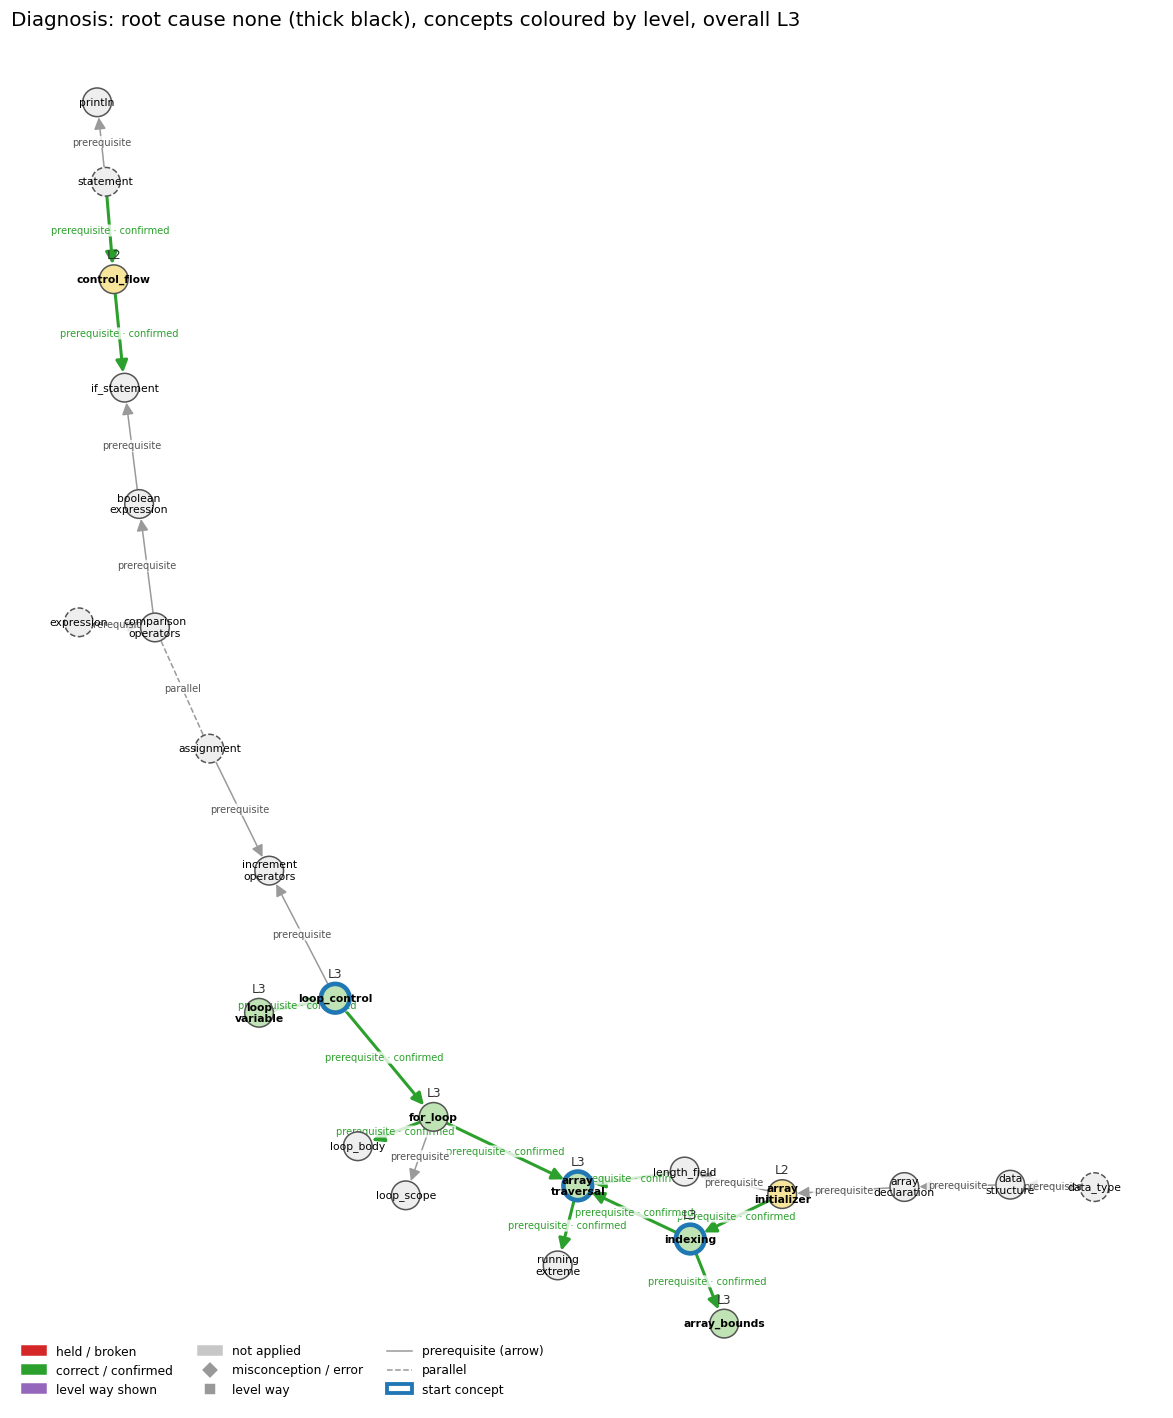 Diagnosis: root cause none (thick black), concepts coloured by level, overall L3
println
prerequisite
statement
prerequisite · confirmed
L2
control_flow
prerequisite · confirmed
if_statement
prerequisite
boolean
expression
prerequisite
expression
comparison
operators
parallel
assignment
prerequisite
increment
operators
prerequisite
L3
loop_control
L3
loop
variable
prerequisite · confirmed
L3
for_loop
prerequisite · confirmed
loop_body
prerequisite
loop_scope
prerequisite · confirmed
L3
array
traversal
length_field
prerequisite
L2
array
initializer
prerequisite
array
declaration
prerequisite
data
structure
data_type
prerequisite · confirmed
prerequisite · confirmed
L3
indexing
prerequisite · confirmed
running
extreme
prerequisite · confirmed
L3
array_bounds
held / broken
correct / confirmed
level way shown
not applied
misconception / error
level way
prerequisite (arrow)
parallel
start concept